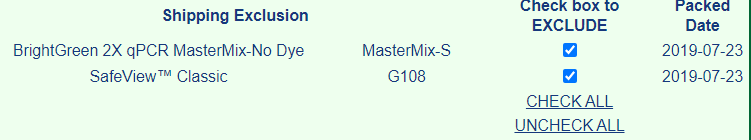 Shipping Exclusion Check box to EXCLUDE Packed Date
BrightGreen 2X qPCR MasterMix-No Dye MasterMix-S 2019-07-23
SafeView™ Classic G108 2019-07-23
CHECK ALL
UNCHECK ALL